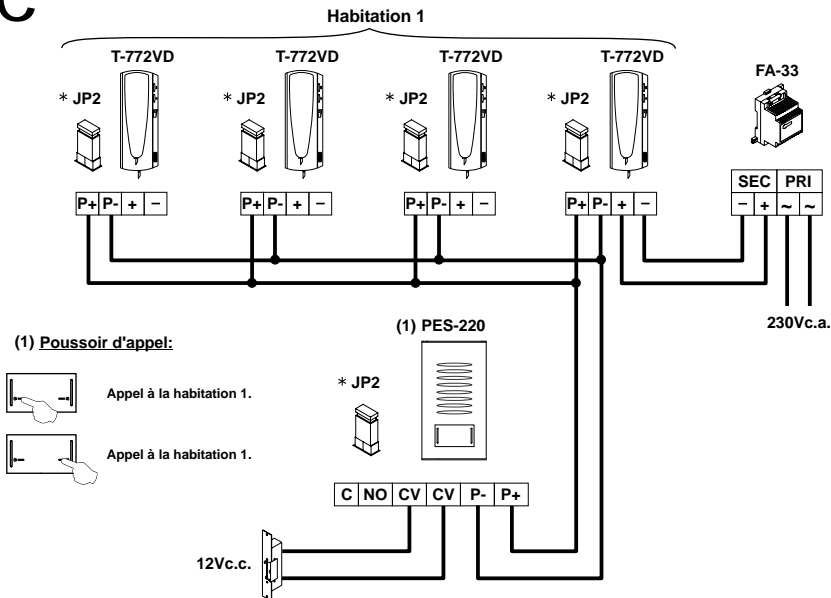 C
Habitation 1
T-772VD T-772VD T-772VD T-772VD
FA-33
* JP2 * JP2 * JP2 * JP2
SEC PRI
P+ P- + − P+ P- + − P+ P- + − P+ P- + − − + ~ ~
230Vc.a.
(1) PES-220
(1) Poussoir d'appel:
* JP2
Appel à la habitation 1.
Appel à la habitation 1.
C NO CV CV P- P+
12Vc.c.